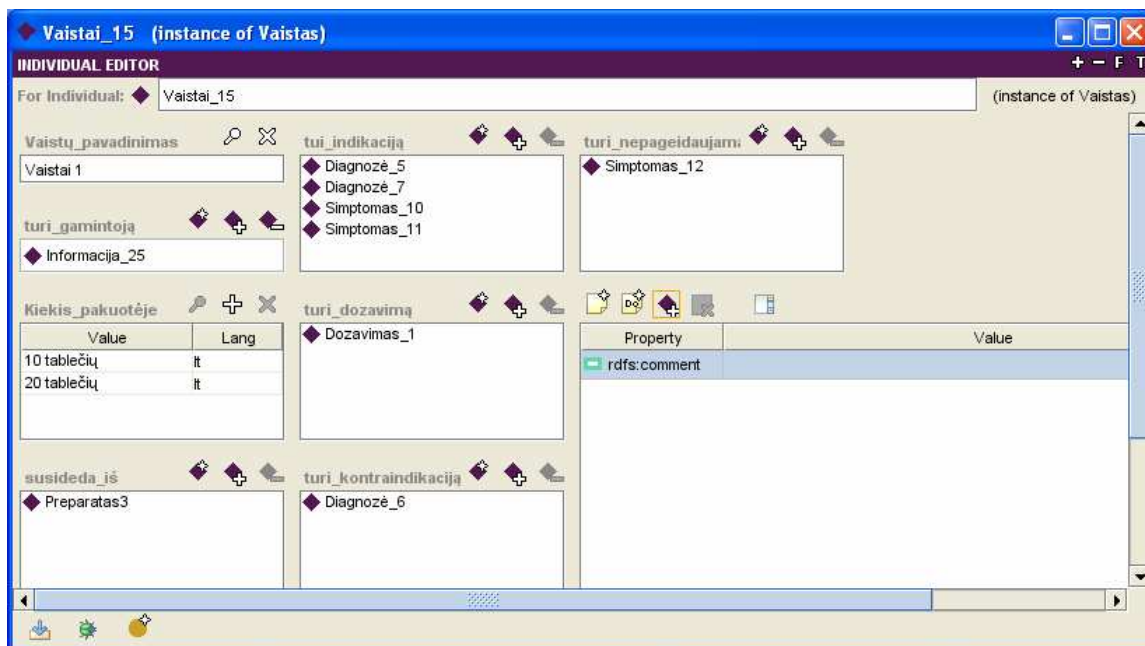 Vaistai_15 (instance of Vaistas)
INDIVIDUAL EDITOR
+ − F T
For Individual: Vaistai_15 (instance of Vaistas)
Vaistų_pavadinimas
Vaistai 1
turi_gamintoją
Informacija_25
Kiekis_pakuotėje
Value Lang
10 tablečių lt
20 tablečių lt
susideda_iš
Preparatas3
tui_indikaciją
Diagnozė_5
Diagnozė_7
Simptomas_10
Simptomas_11
turi_dozavimą
Dozavimas_1
turi_kontraindikaciją
Diagnozė_6
turi_nepageidaujam
Simptomas_12
Property Value
rdfs:comment